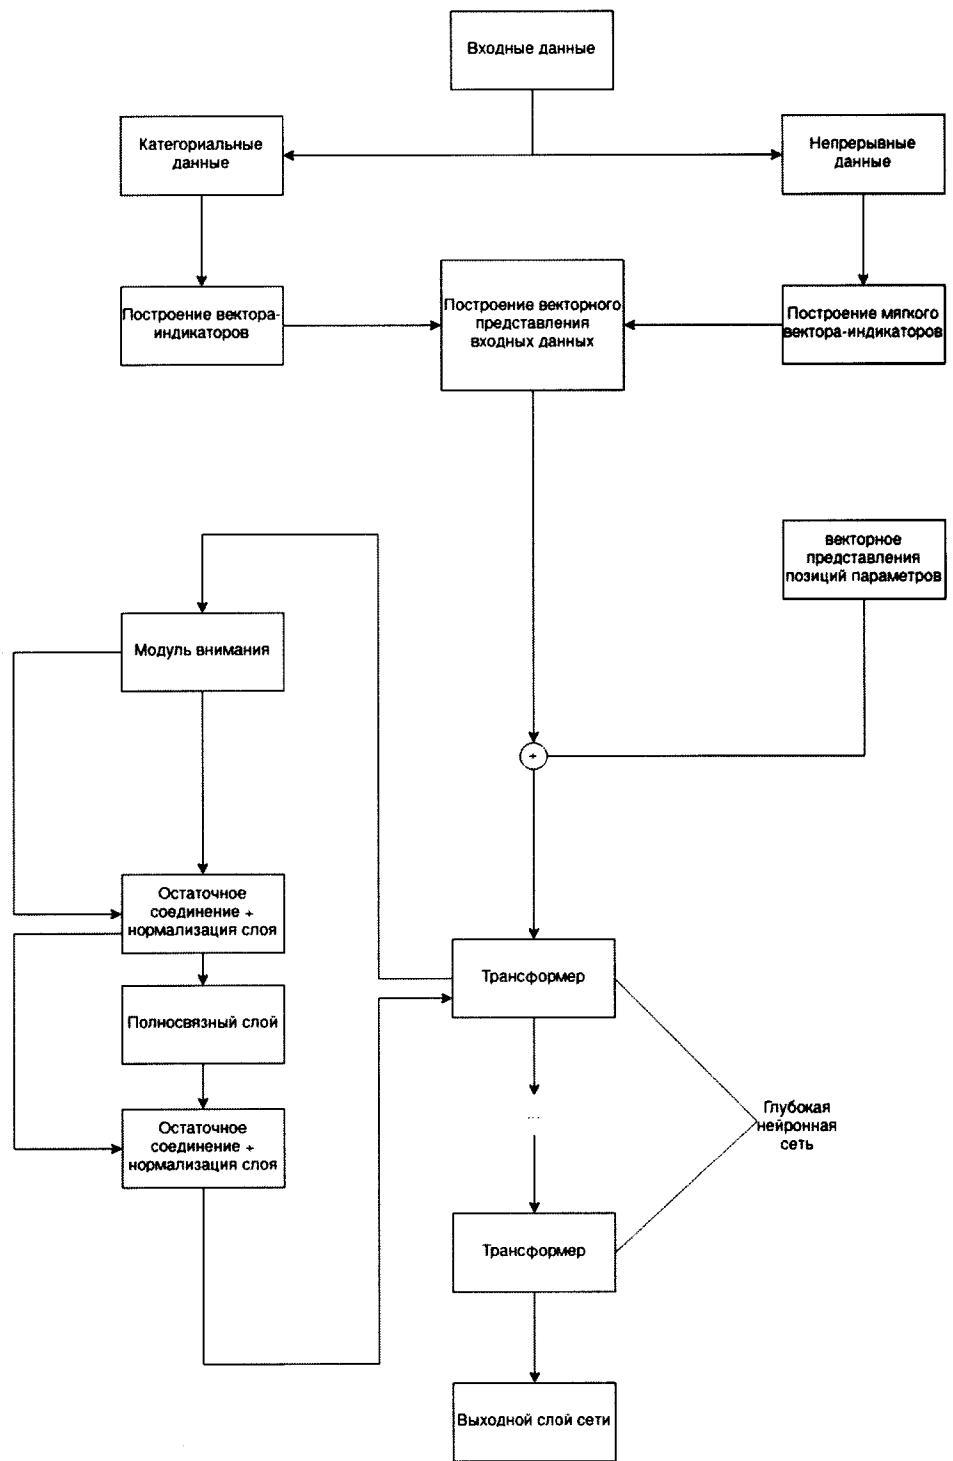 Входные данные
Категориальные
данные
Непрерывные
данные
Построение вектора-
индикаторов
Построение векторного
представления
входных данных
Построение мягкого
вектора-индикаторов
векторное
представления
позиций параметров
Модуль внимания
+
Остаточное
соединение +
нормализация слоя
Трансформер
Полносвязный слой
...
Глубокая
нейронная
сеть
Остаточное
соединение +
нормализация слоя
Трансформер
Выходной слой сети